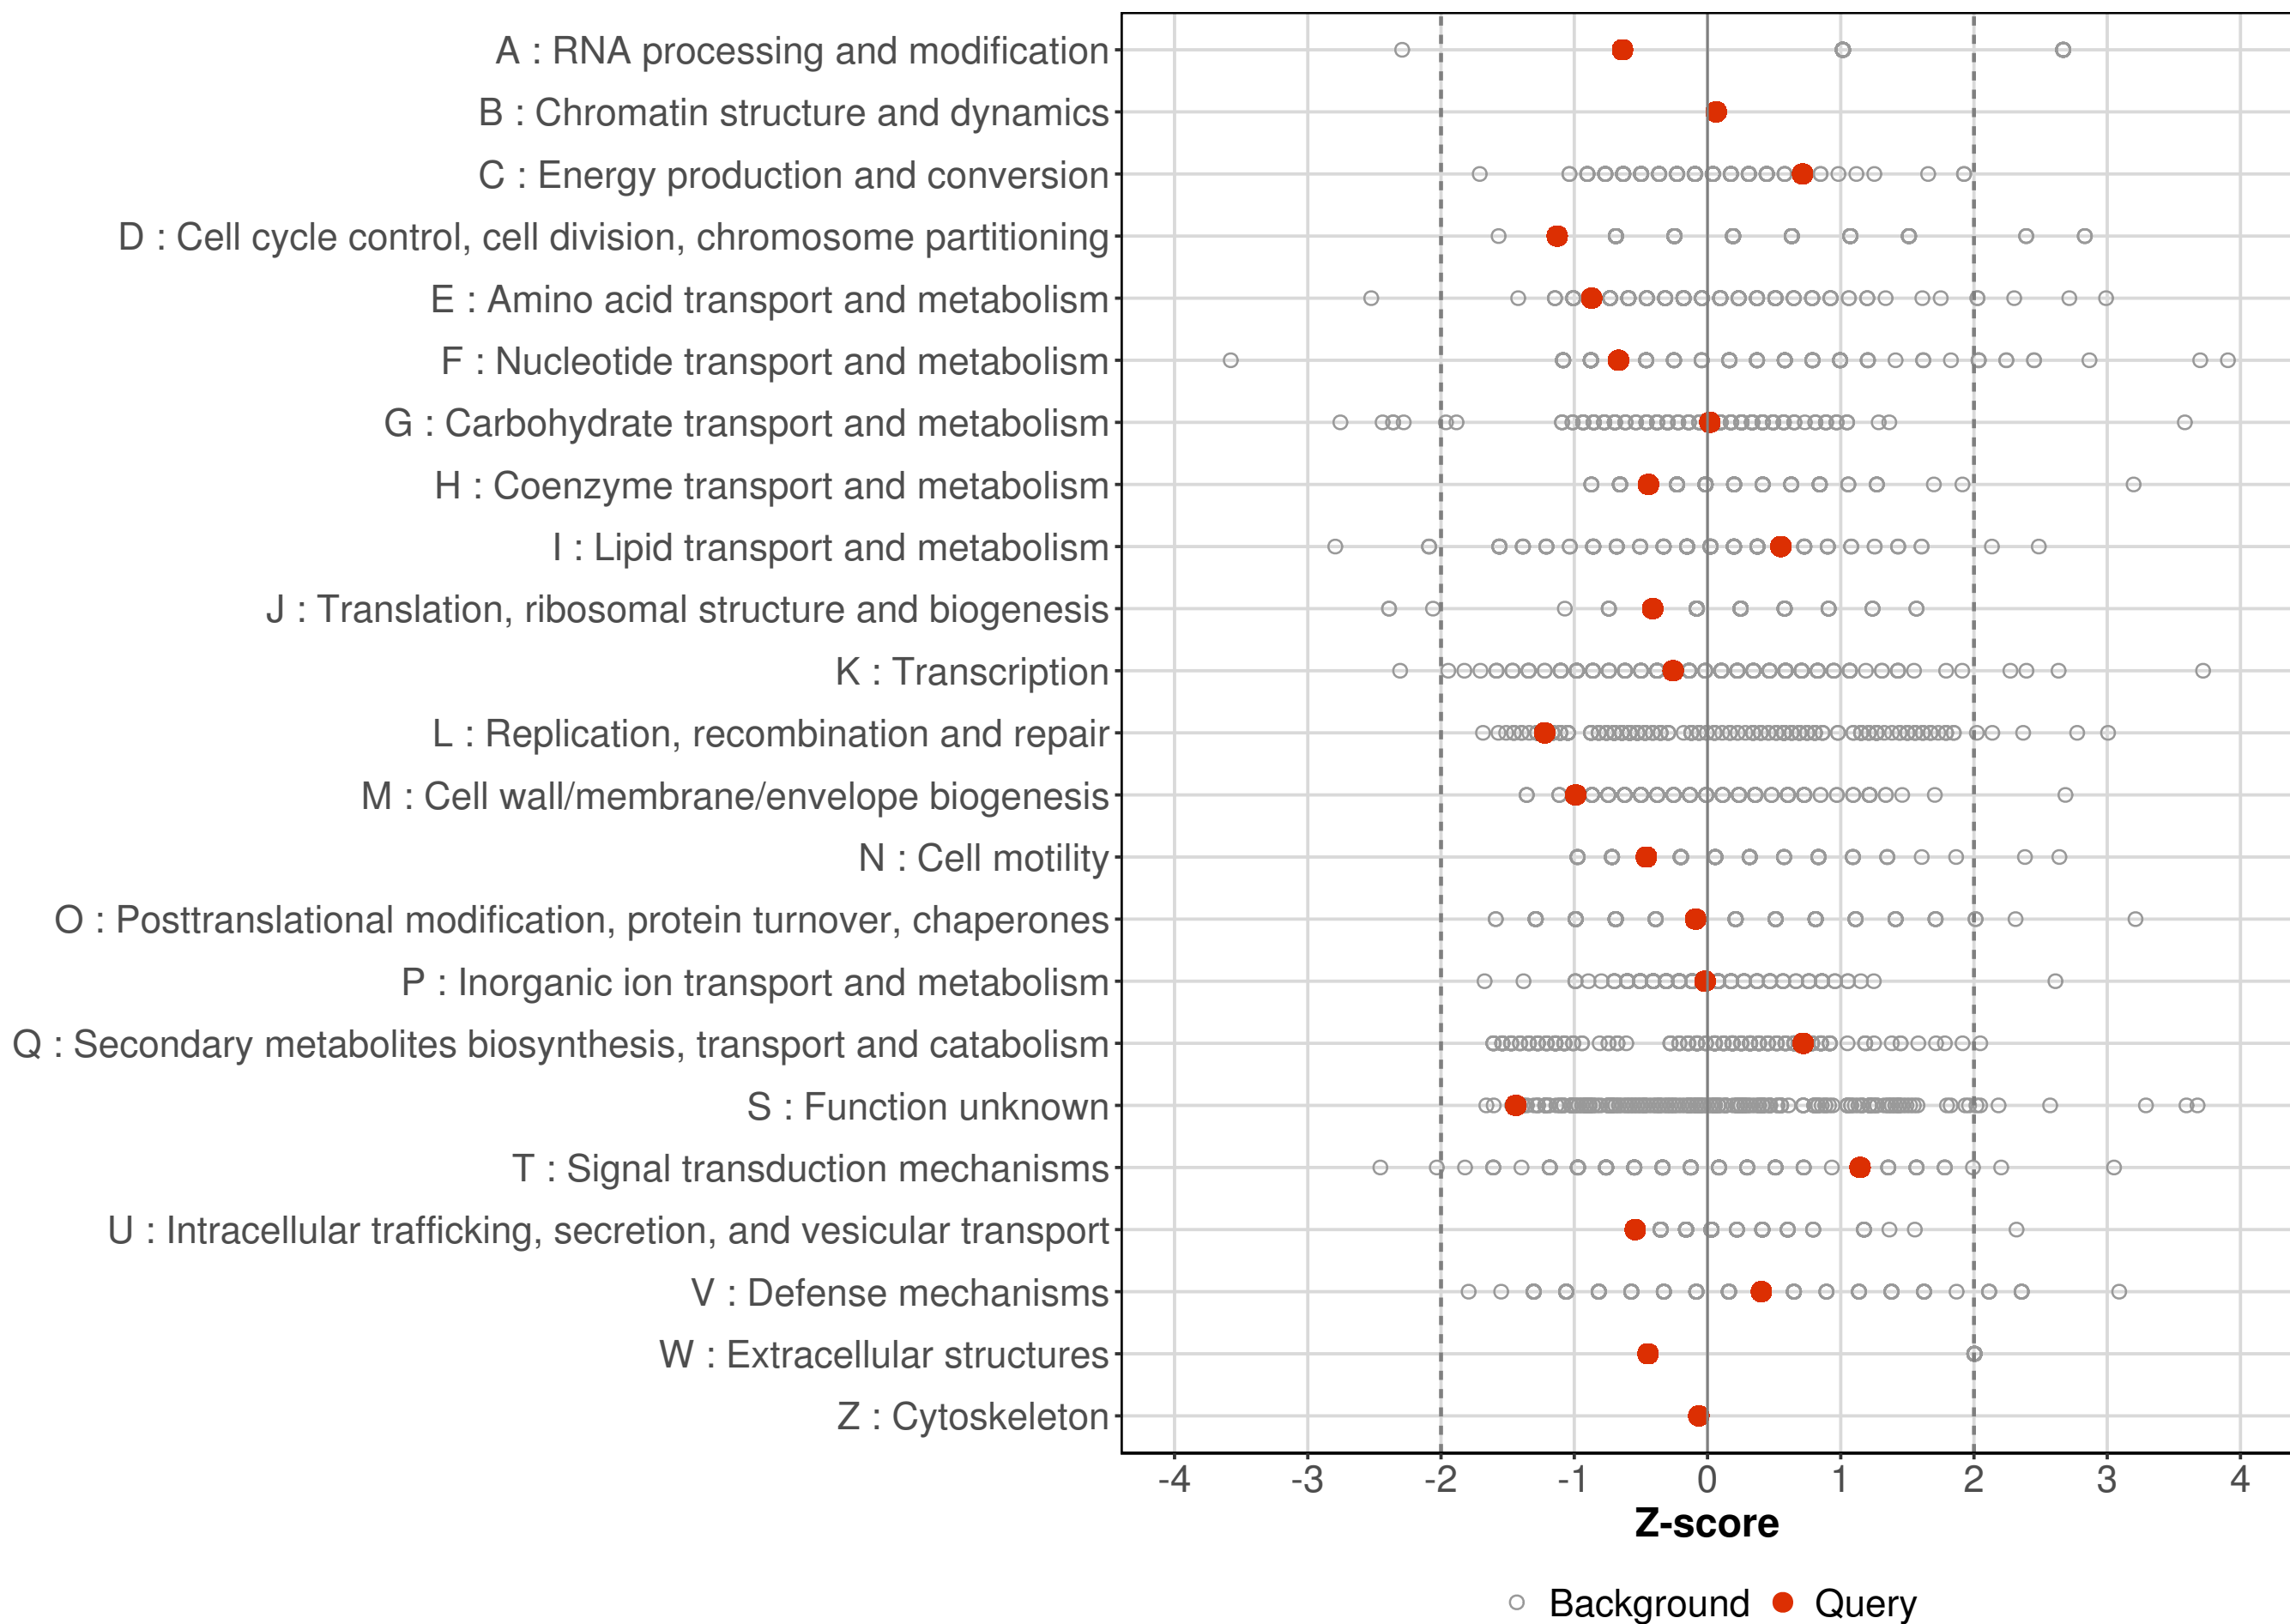 A : RNA processing and modification
B : Chromatin structure and dynamics
C : Energy production and conversion
D : Cell cycle control, cell division, chromosome partitioning
E : Amino acid transport and metabolism
F : Nucleotide transport and metabolism
G : Carbohydrate transport and metabolism
H : Coenzyme transport and metabolism
I : Lipid transport and metabolism
J : Translation, ribosomal structure and biogenesis
K : Transcription
L : Replication, recombination and repair
M : Cell wall/membrane/envelope biogenesis
N : Cell motility
O : Posttranslational modification, protein turnover, chaperones
P : Inorganic ion transport and metabolism
Q : Secondary metabolites biosynthesis, transport and catabolism
S : Function unknown
T : Signal transduction mechanisms
U : Intracellular trafficking, secretion, and vesicular transport
V : Defense mechanisms
W : Extracellular structures
Z : Cytoskeleton
-4 -3 -2 -1 0 1 2 3 4
Z-score
Background Query